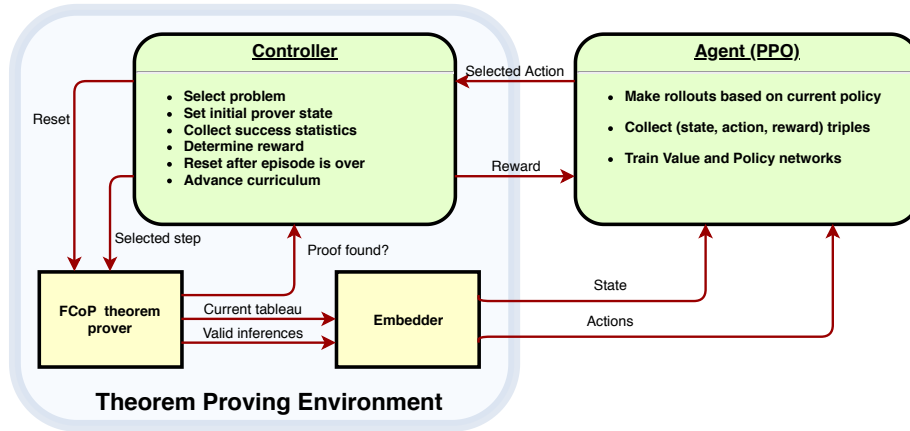 Controller
• Select problem
• Set initial prover state
• Collect success statistics
• Determine reward
• Reset after episode is over
• Advance curriculum
Agent (PPO)
• Make rollouts based on current policy
• Collect (state, action, reward) triples
• Train Value and Policy networks
Selected Action
Reset
Reward
Selected step
Proof found?
FCoP theorem
prover
Current tableau
Valid inferences
Embedder
State
Actions
Theorem Proving Environment